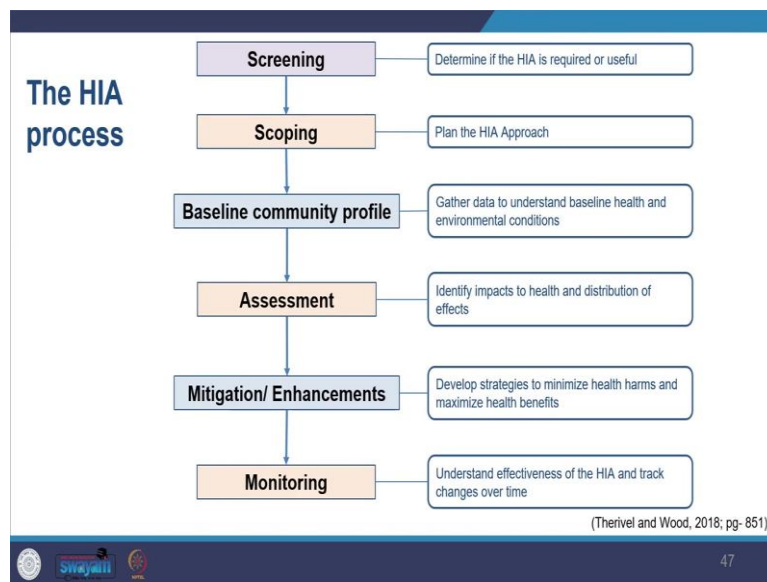 The HIA
process
Screening
Determine if the HIA is required or useful
Scoping
Plan the HIA Approach
Baseline community profile
Gather data to understand baseline health and
environmental conditions
Assessment
Identify impacts to health and distribution of
effects
Mitigation/ Enhancements
Develop strategies to minimize health harms and
maximize health benefits
Monitoring
Understand effectiveness of the HIA and track
changes over time
(Therivel and Wood, 2018; pg- 851)
swayam
47